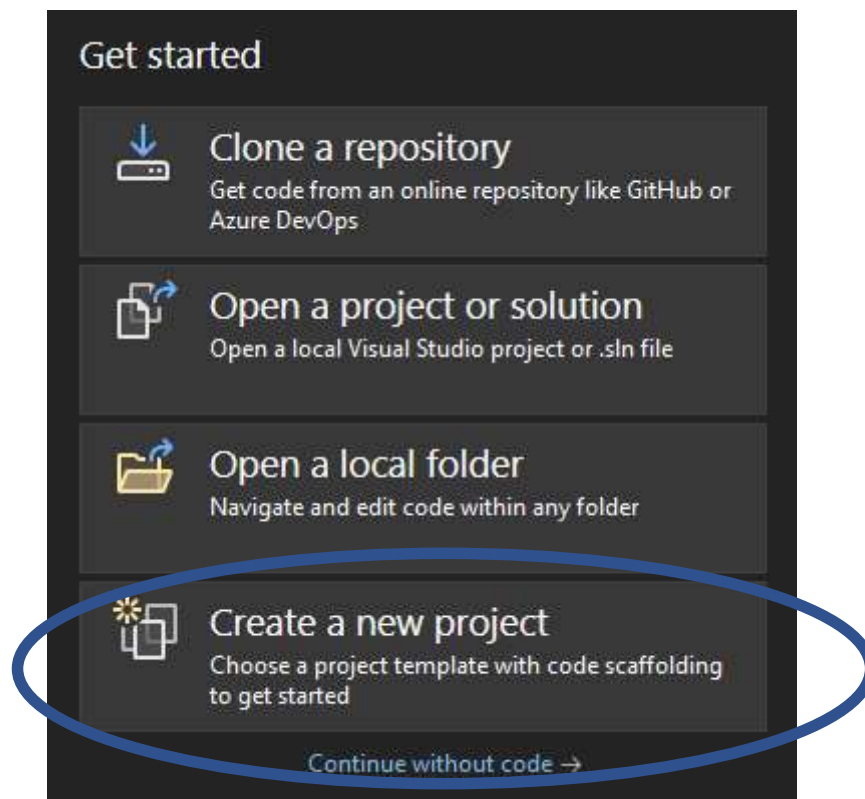 Get started
Clone a repository
Get code from an online repository like GitHub or
Azure DevOps
Open a project or solution
Open a local Visual Studio project or .sln file
Open a local folder
Navigate and edit code within any folder
Create a new project
Choose a project template with code scaffolding
to get started
Continue without code →